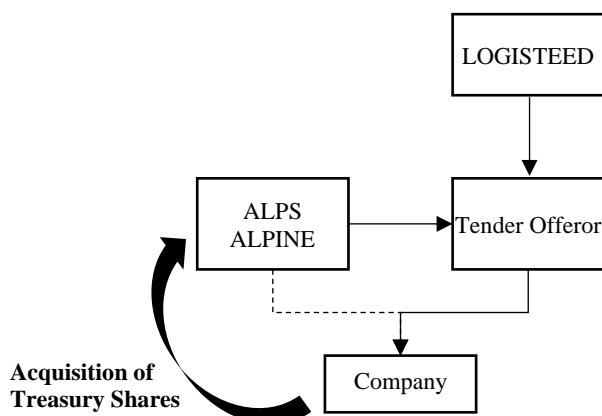 LOGISTEED
ALPS
ALPINE
Tender Offeror
Company
Acquisition of
Treasury Shares